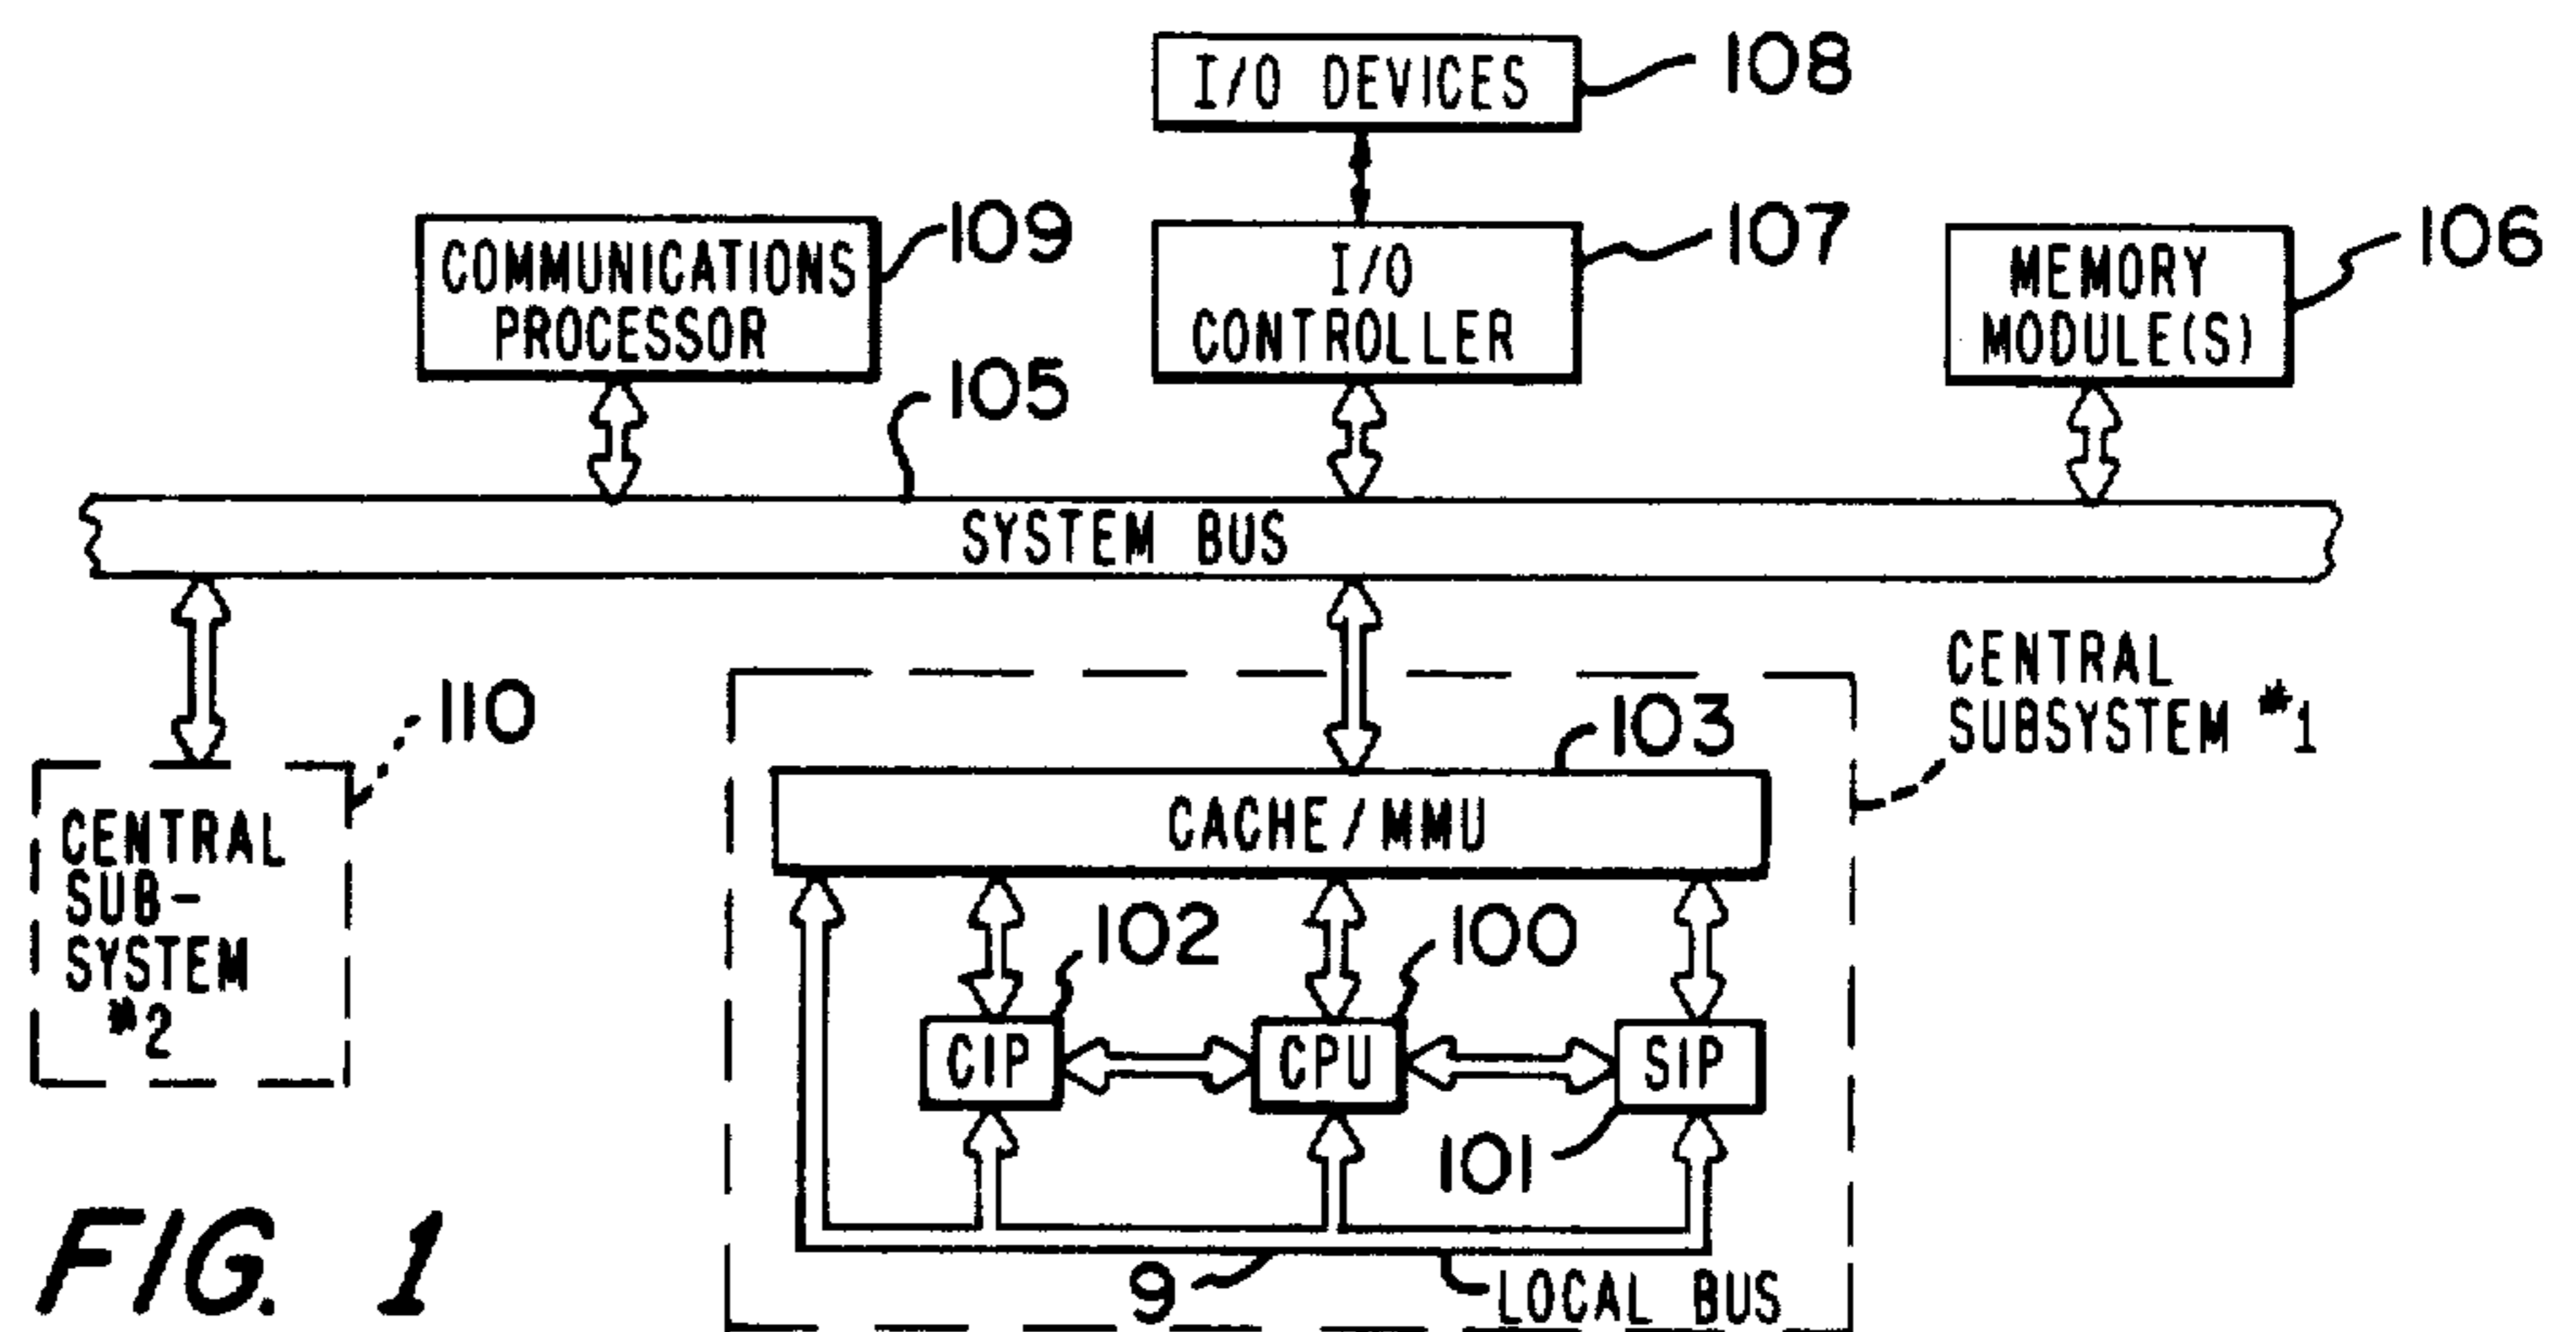 I/O DEVICES
108
COMMUNICATIONS
PROCESSOR
109
I/O
CONTROLLER
107
MEMORY
MODULE(S)
106
105
SYSTEM BUS
110
CENTRAL
SUB-
SYSTEM
#2
CENTRAL
SUBSYSTEM #1
103
CACHE/MMU
102
100
CIP
CPU
SIP
101
9
LOCAL BUS
FIG. 1